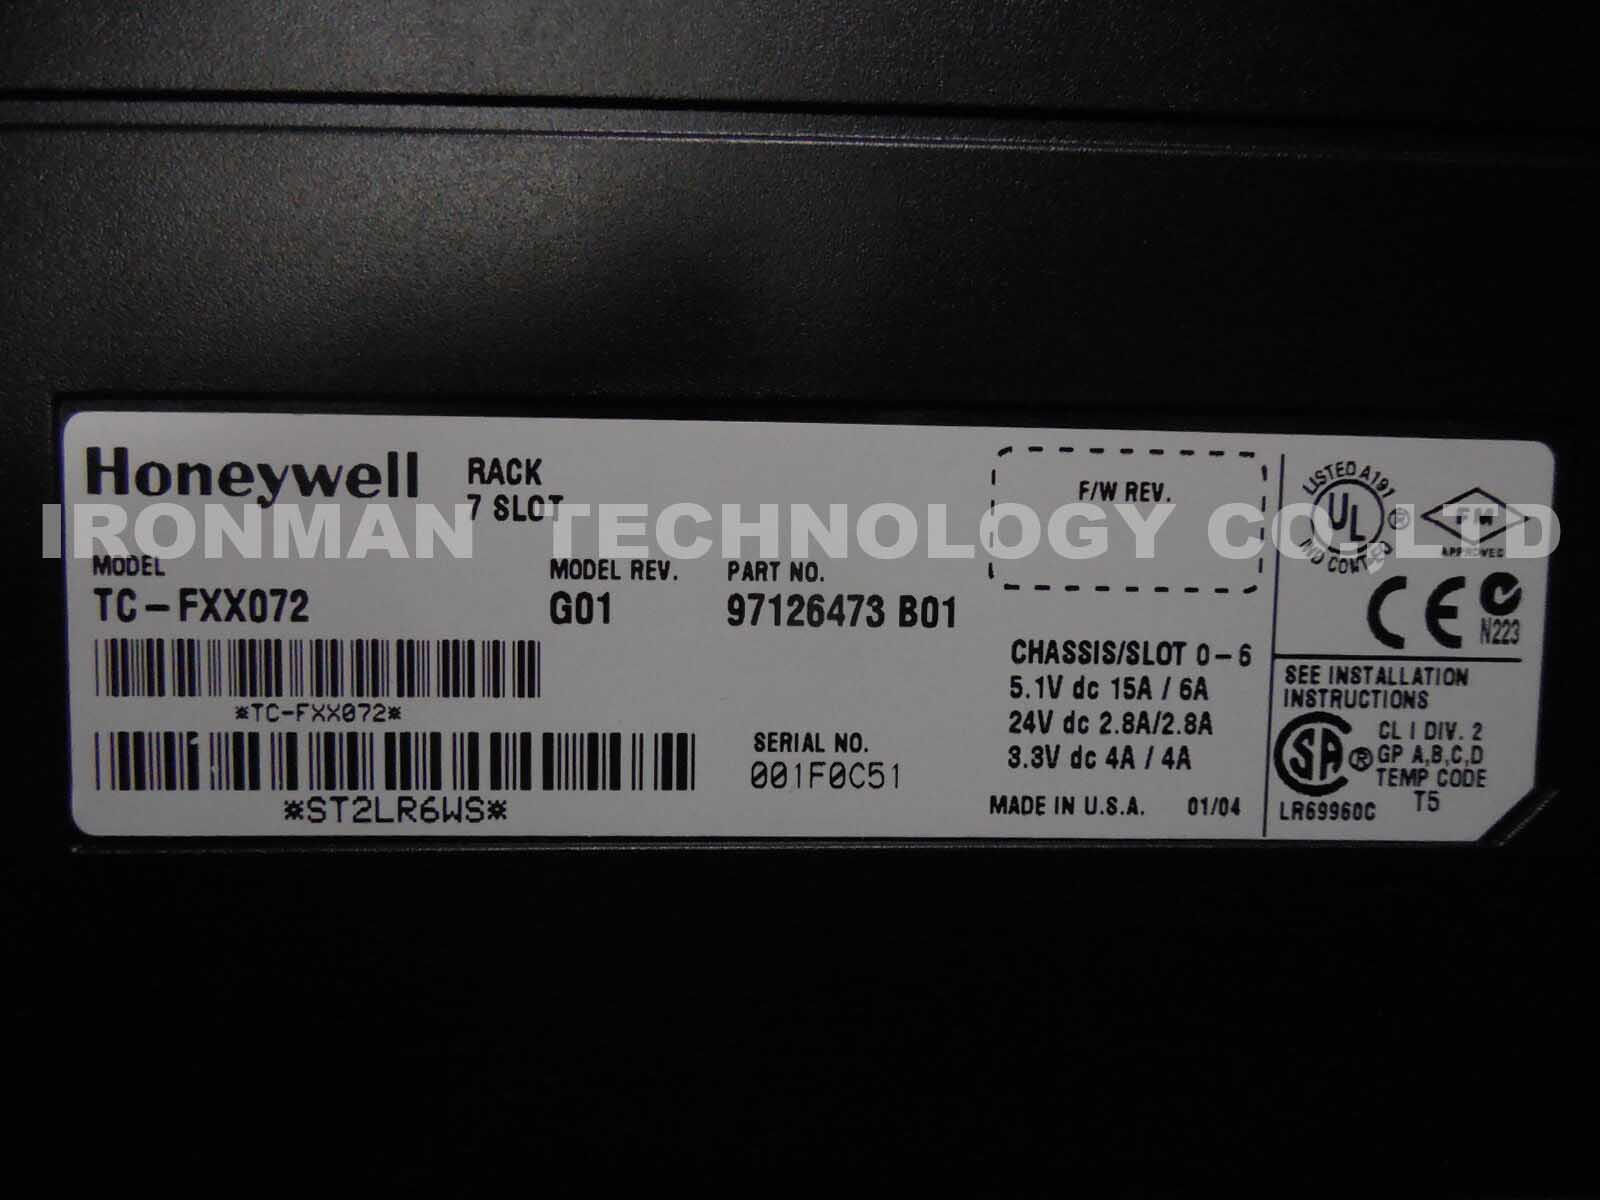 Honeywell RACK
7 SLOT
IRONMAN TECHNOLOGY CO.LTD
MODEL
TC-FXX072
MODEL REV.
G01
PART NO.
97126473 B01
*TC-FXX072*
*ST2LR6WS*
SERIAL NO.
001F0C51
F/W REV.
CHASSIS/SLOT 0-6
5.1V dc 15A / 6A
24V dc 2.8A/2.8A
3.3V dc 4A / 4A
MADE IN U.S.A. 01/04
LISTED A191
UL ®
IND CONT EQ
FM
APPROVED
CE
N223
SEE INSTALLATION
INSTRUCTIONS
SA ®
CL I DIV. 2
GP A,B,C,D
TEMP CODE
T5
LR69960C